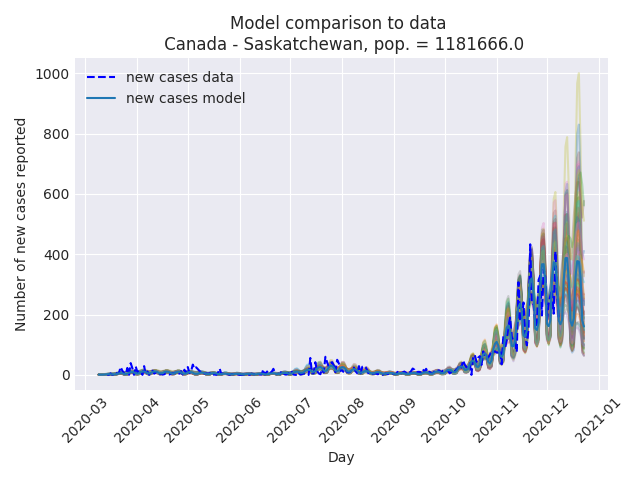 Model comparison to data
Canada - Saskatchewan, pop. = 1181666.0
new cases data
new cases model
Number of new cases reported
1000
800
600
400
200
0
2020-03
2020-04
2020-05
2020-06
2020-07
2020-08
2020-09
2020-10
2020-11
2020-12
2021-01
Day